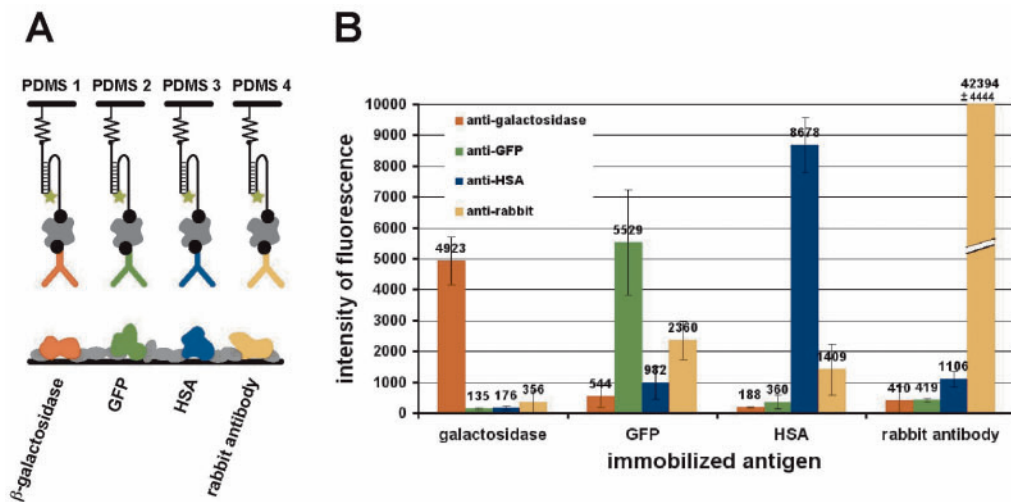 A
PDMS 1 PDMS 2 PDMS 3 PDMS 4
β-galactosidase
GFP
HSA
rabbit antibody
B
intensity of fluorescence
10000
9000
8000
7000
6000
5000
4000
3000
2000
1000
0
anti-galactosidase
anti-GFP
anti-HSA
anti-rabbit
4923
135 176 356
544
5529
982
2360
188 360
8678
1409
410 419
1106
42394
± 4444
galactosidase GFP HSA rabbit antibody
immobilized antigen